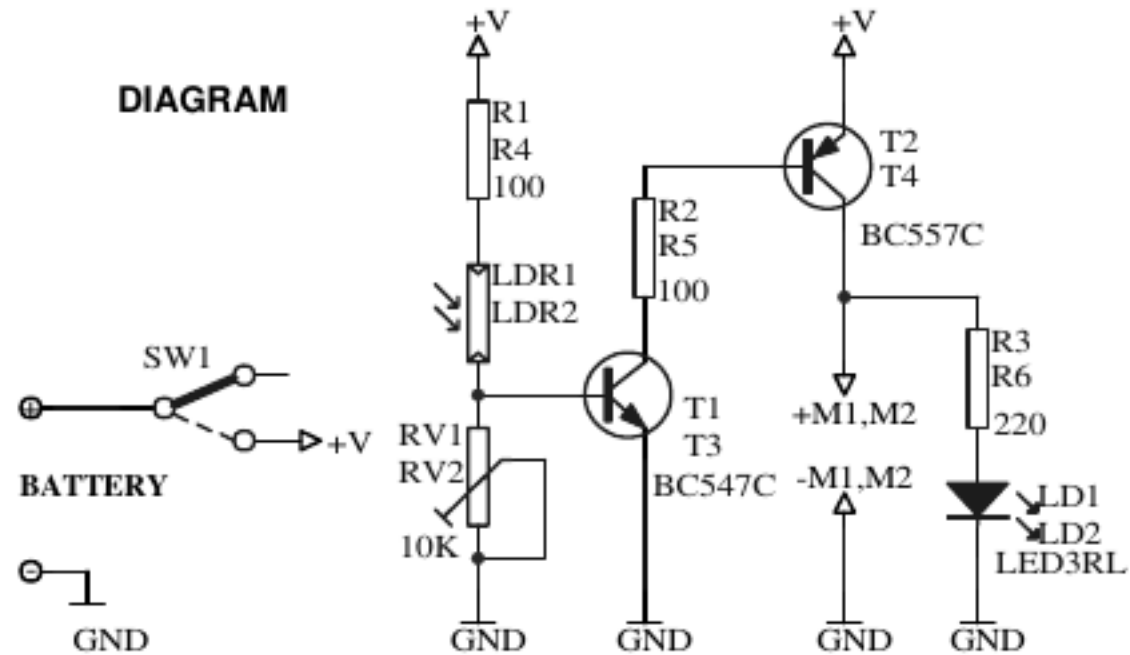 DIAGRAM
+V
R1
R4
100
LDR1
LDR2
RV1
RV2
10K
GND
SW1
+V
BATTERY
+
-
GND
R2
R5
100
T1
T3
BC547C
GND
+V
T2
T4
BC557C
+M1,M2
-M1,M2
GND
R3
R6
220
LD1
LD2
LED3RL
GND